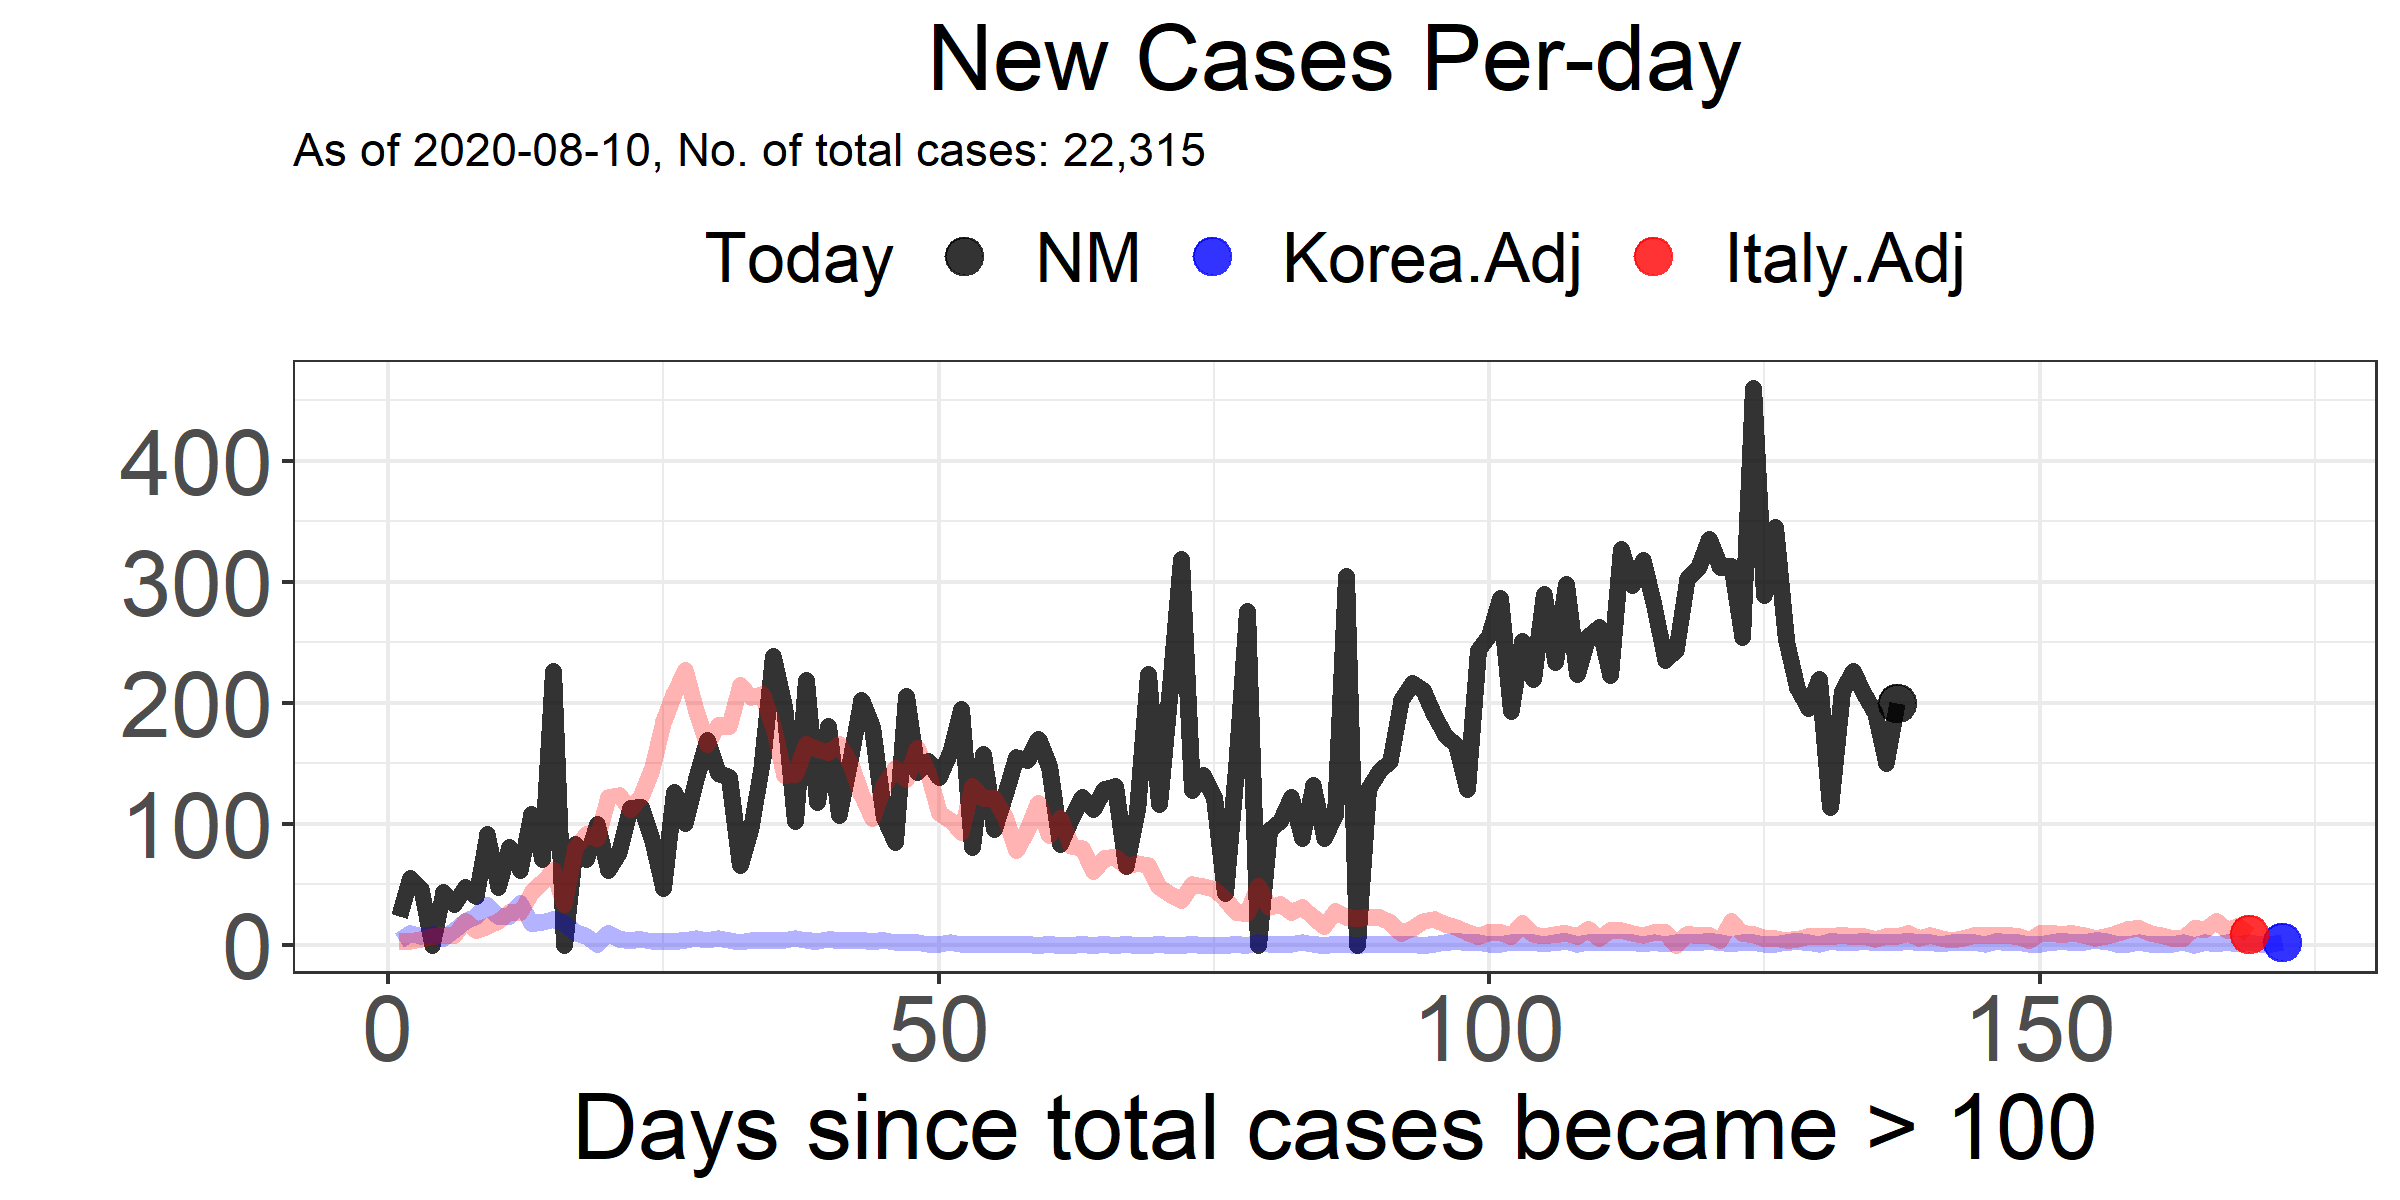 New Cases Per-day
As of 2020-08-10, No. of total cases: 22,315
Today NM Korea.Adj Italy.Adj
400
300
200
100
0
0 50 100 150
Days since total cases became > 100